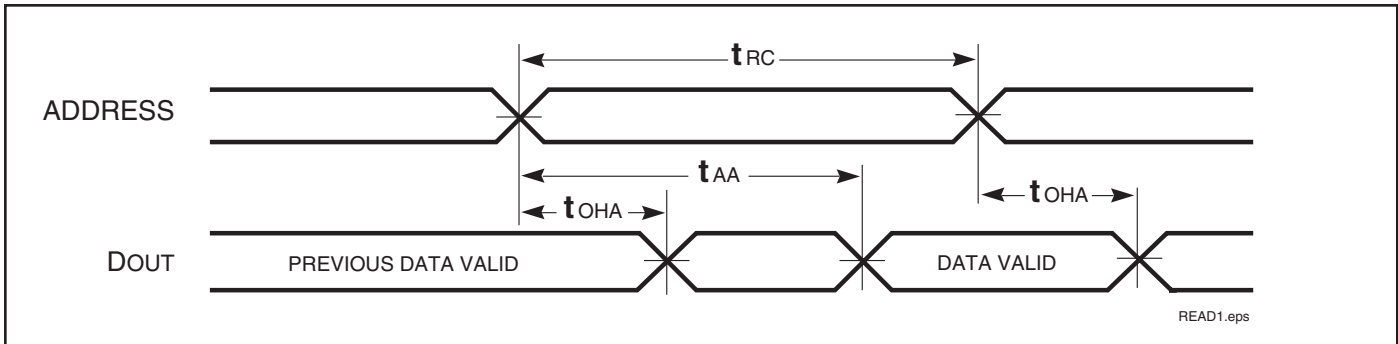 tRC
ADDRESS
tAA
tOHA
tOHA
DOUT
PREVIOUS DATA VALID
DATA VALID
READ1.eps